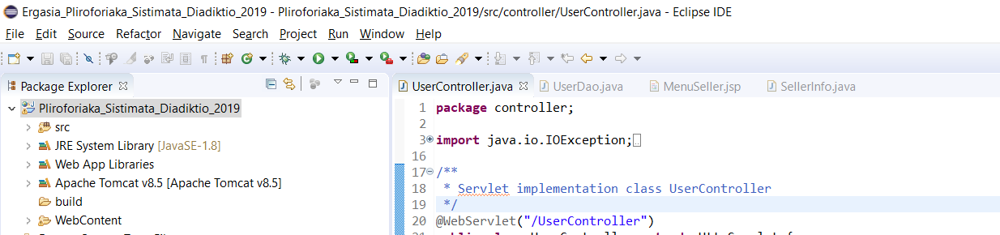 Ergasia_Pliroforiaka_Sistimata_Diadiktio_2019 - Pliroforiaka_Sistimata_Diadiktio_2019/src/controller/UserController.java - Eclipse IDE
File Edit Source Refactor Navigate Search Project Run Window Help
Package Explorer
Pliroforiaka_Sistimata_Diadiktio_2019
src
JRE System Library [JavaSE-1.8]
Web App Libraries
Apache Tomcat v8.5 [Apache Tomcat v8.5]
build
WebContent
UserController.java UserDao.java MenuSeller.jsp SellerInfo.java
1 package controller;
2
3 import java.io.IOException;
16
17 /**
18 * Servlet implementation class UserController
19 */
20 @WebServlet("/UserController")